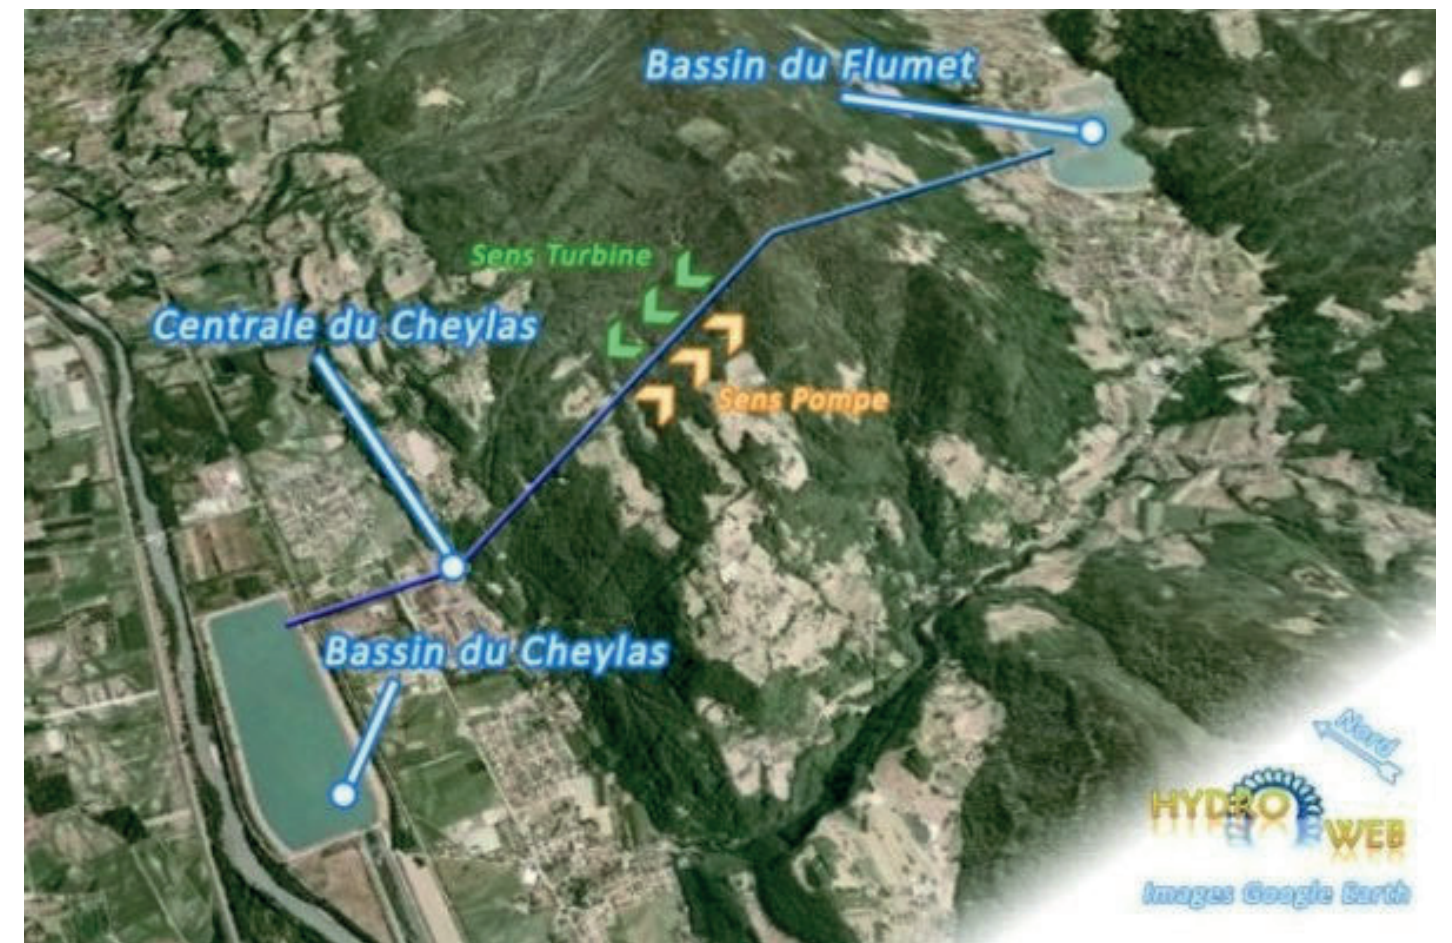 Bassin du Flumet
Sens Turbine
Centrale du Cheylas
Sens Pompe
Bassin du Cheylas
Nord
HYDRO
WEB
Images Google Earth